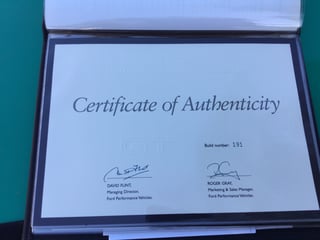 Certificate of Authenticity
Build number: 191
DAVID FLINT,
Managing Director,
Ford Performance Vehicles.
ROGER GRAY,
Marketing & Sales Manager,
Ford Performance Vehicles.